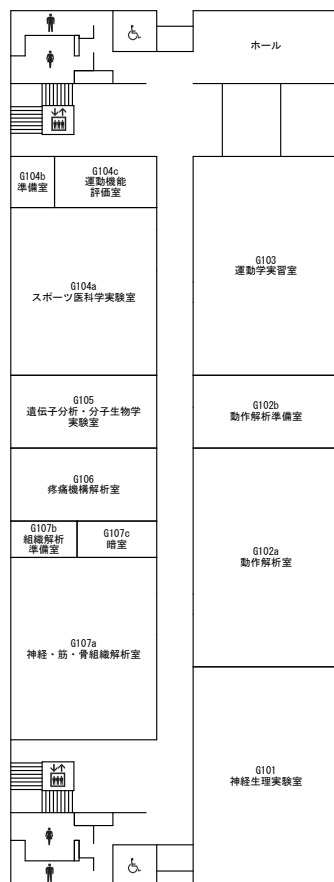 ホール
G104b
準備室
G104c
運動機能
評価室
G103
運動学実習室
G104a
スポーツ医科学実験室
G105
遺伝子分析・分子生物学
実験室
G102b
動作解析準備室
G106
疼痛機構解析室
G107b
組織解析
準備室
G107c
暗室
G102a
動作解析室
G107a
神経・筋・骨組織解析室
G101
神経生理実験室